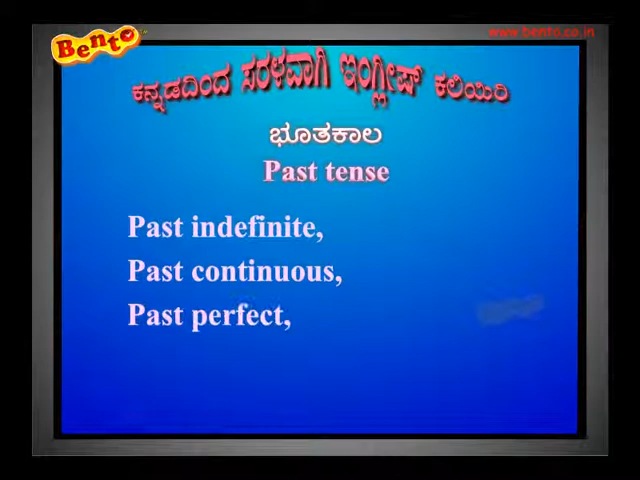 Bento
www.bento.co.in
ಕನ್ನಡದಿಂದ ಸರಳವಾಗಿ ಇಂಗ್ಲೀಷ್ ಕಲಿಯಿರಿ
ಭೂತಕಾಲ
Past tense
Past indefinite,
Past continuous,
Past perfect,